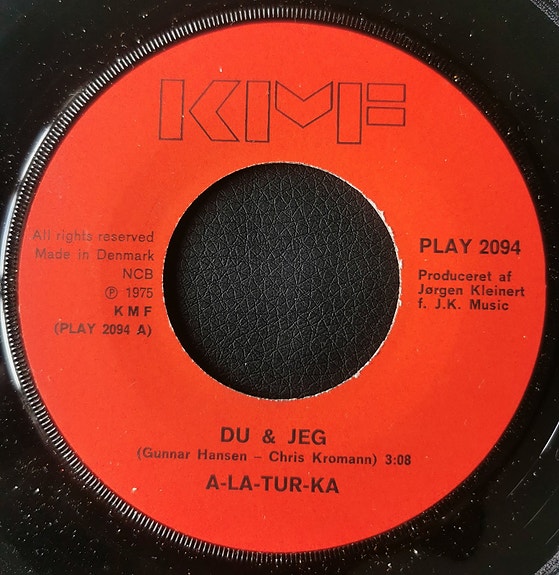 KMF
All rights reserved
Made in Denmark
NCB
℗ 1975
KMF
(PLAY 2094 A)
PLAY 2094
Produceret af
Jørgen Kleinert
f. J.K. Music
DU & JEG
(Gunnar Hansen – Chris Kromann) 3:08
A-LA-TUR-KA